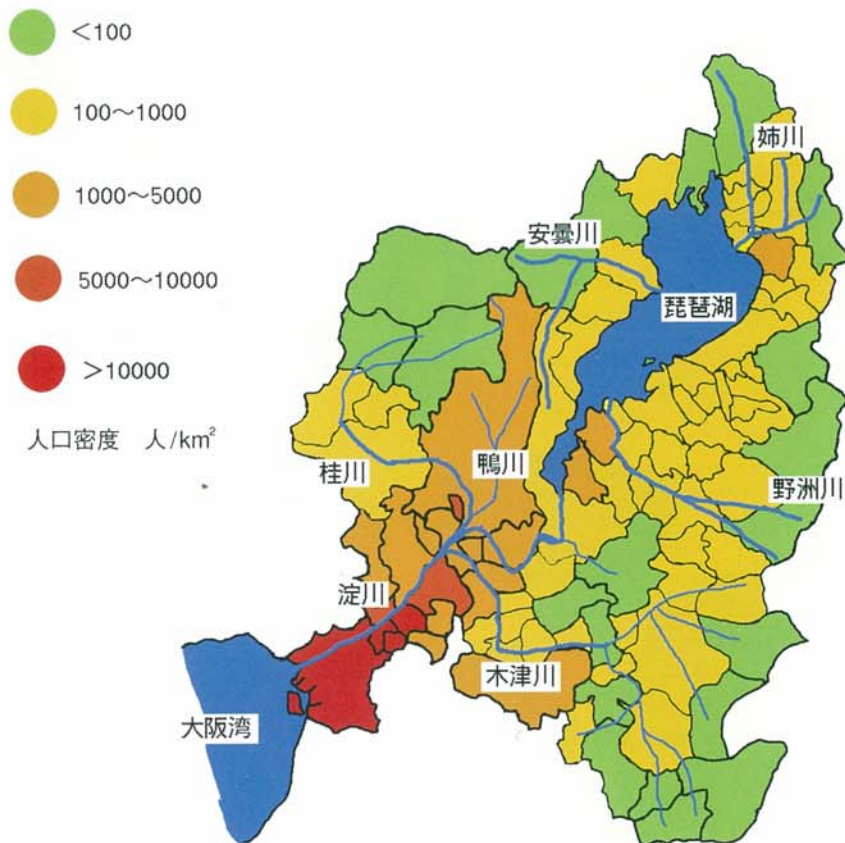 ＜100
100～1000
1000～5000
5000～10000
＞10000
人口密度　人/km²
姉川
安曇川
琵琶湖
桂川
鴨川
野洲川
淀川
木津川
大阪湾